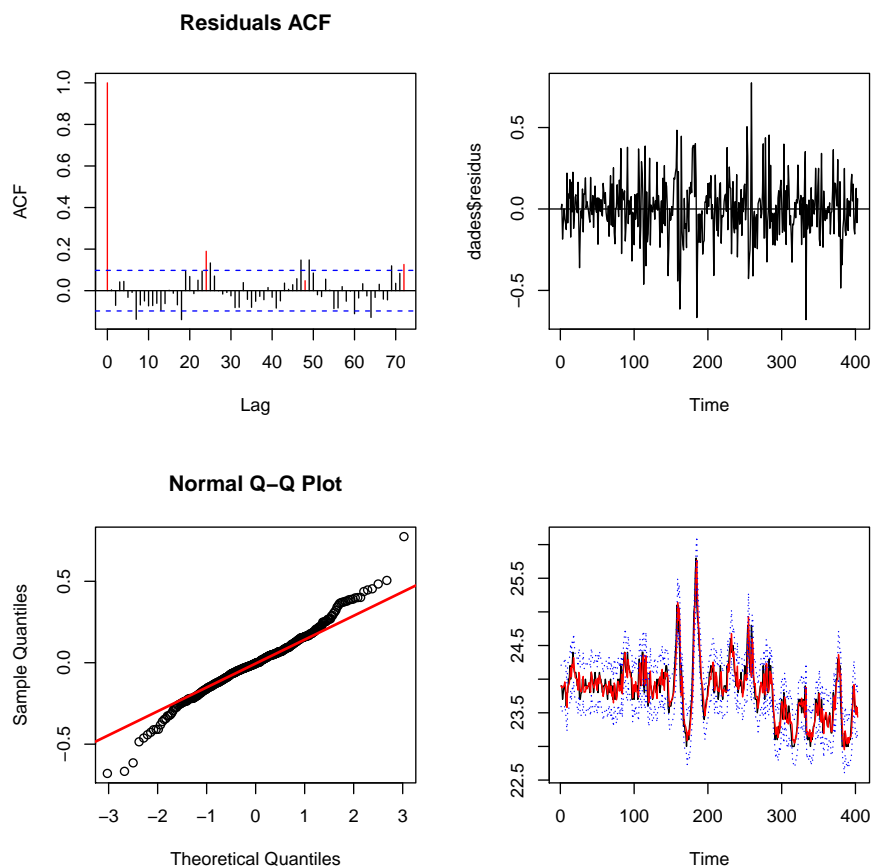 Residuals ACF
ACF
1.0
0.8
0.6
0.4
0.2
0.0
0 10 20 30 40 50 60 70
Lag
dades$residus
0.5
0.0
−0.5
0 100 200 300 400
Time
Normal Q−Q Plot
Sample Quantiles
0.5
0.0
−0.5
−3 −2 −1 0 1 2 3
Theoretical Quantiles
25.5
24.5
23.5
22.5
0 100 200 300 400
Time